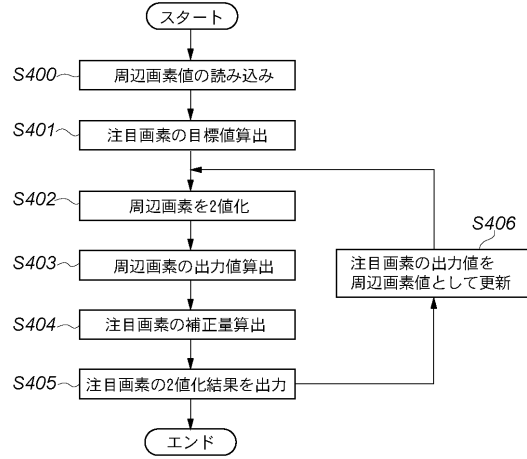 スタート
S400
周辺画素値の読み込み
S401
注目画素の目標値算出
S402
周辺画素を2値化
S403
周辺画素の出力値算出
S404
注目画素の補正量算出
S405
注目画素の2値化結果を出力
S406
注目画素の出力値を
周辺画素値として更新
エンド